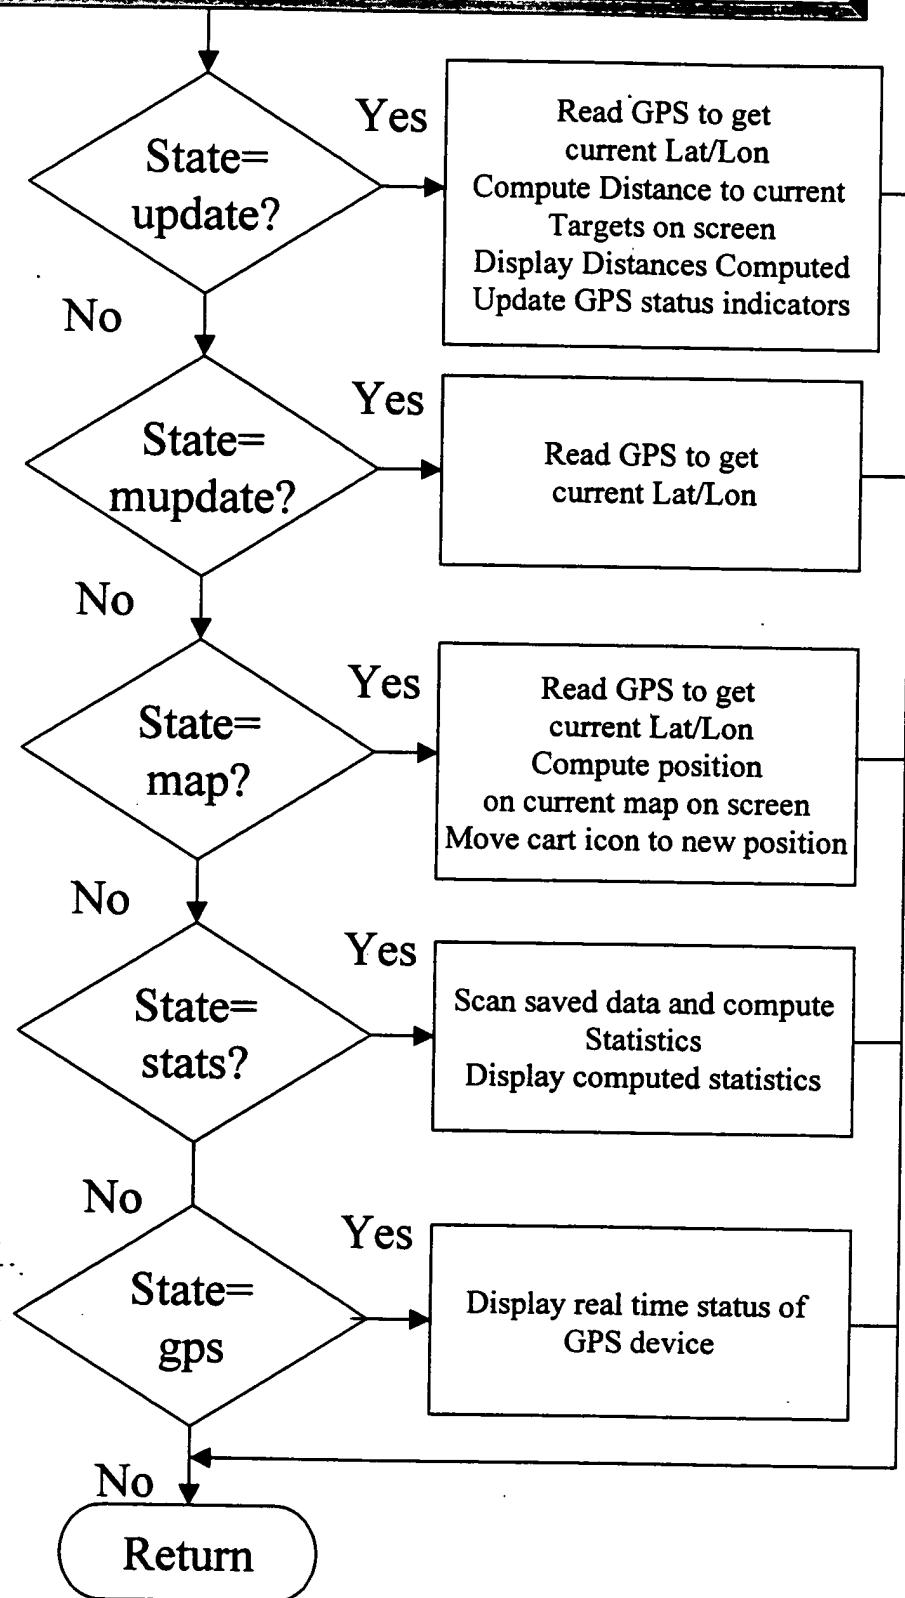 State=
update?
Yes
Read GPS to get
current Lat/Lon
Compute Distance to current
Targets on screen
Display Distances Computed
Update GPS status indicators
No
State=
mupdate?
Yes
Read GPS to get
current Lat/Lon
No
State=
map?
Yes
Read GPS to get
current Lat/Lon
Compute position
on current map on screen
Move cart icon to new position
No
State=
stats?
Yes
Scan saved data and compute
Statistics
Display computed statistics
No
State=
gps
Yes
Display real time status of
GPS device
No
Return